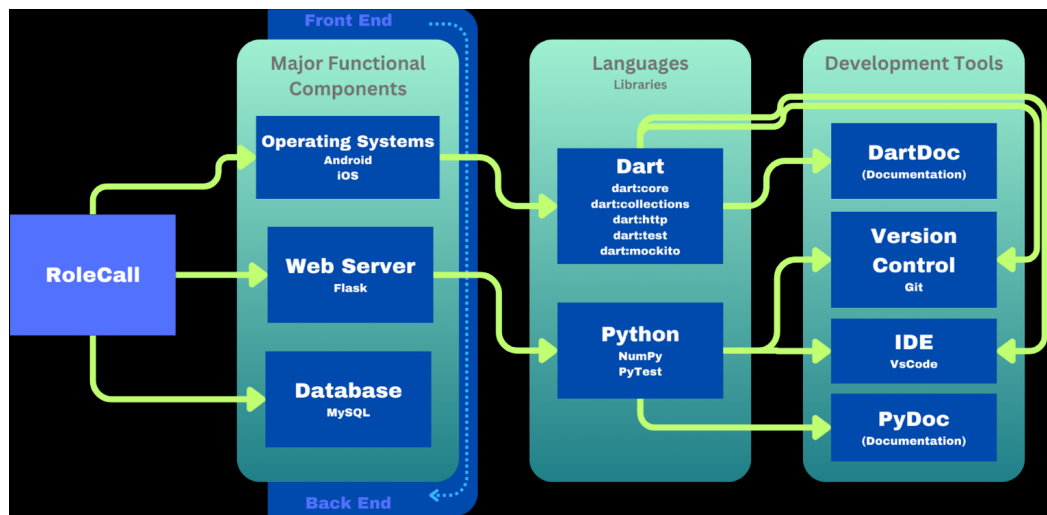 Front End
Major Functional
Components
Languages
Libraries
Development Tools
Operating Systems
Android
iOS
Dart
dart:core
dart:collections
dart:http
dart:test
dart:mockito
DartDoc
(Documentation)
RoleCall
Web Server
Flask
Version
Control
Git
Python
NumPy
PyTest
IDE
VsCode
Database
MySQL
PyDoc
(Documentation)
Back End